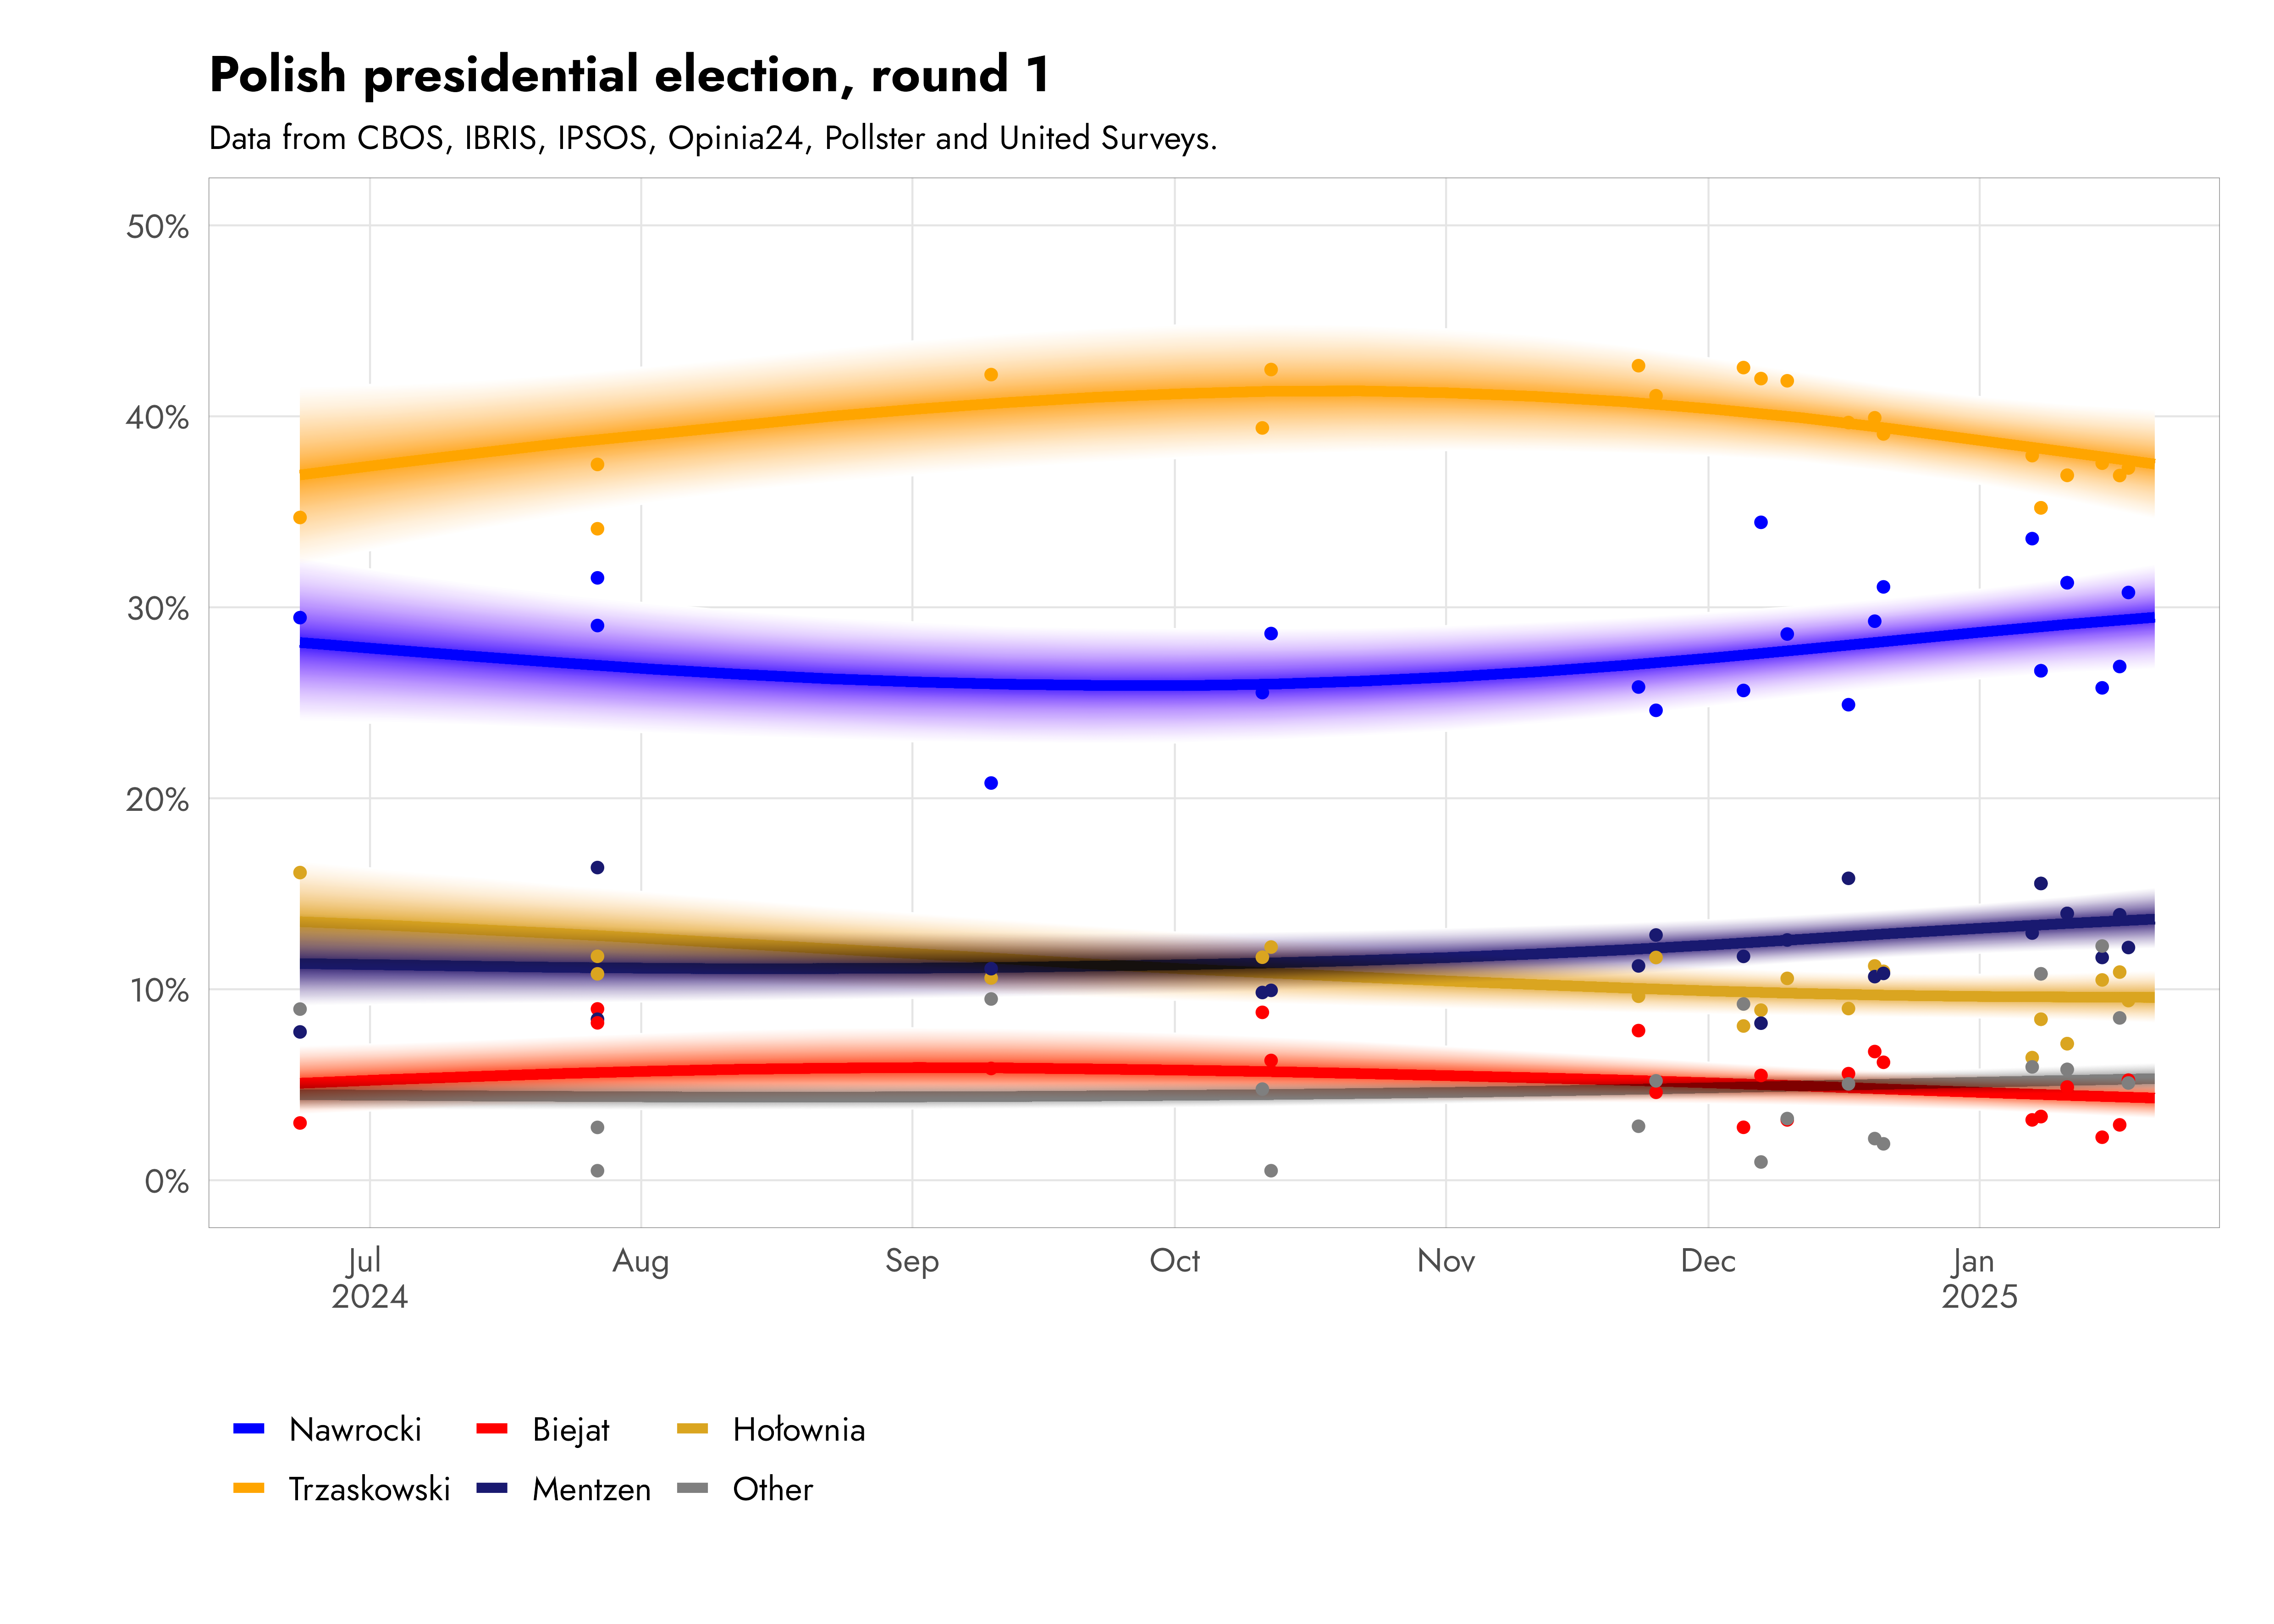 Polish presidential election, round 1
Data from CBOS, IBRIS, IPSOS, Opinia24, Pollster and United Surveys.
50%
40%
30%
20%
10%
0%
Jul Aug Sep Oct Nov Dec Jan
2024 2025
Nawrocki Biejat Hołownia
Trzaskowski Mentzen Other